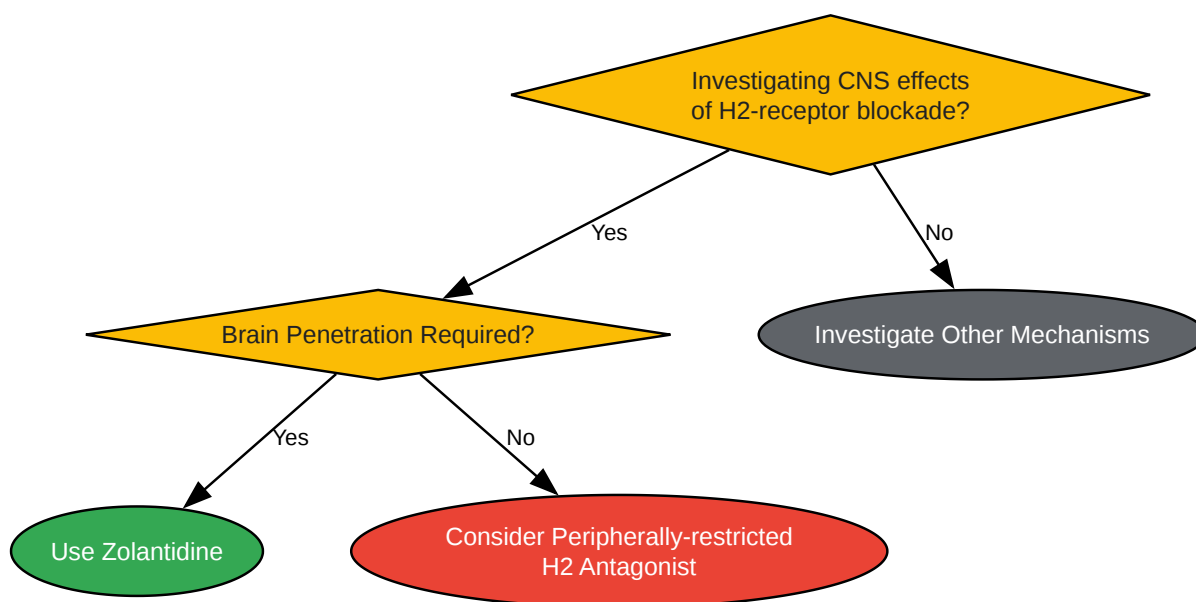 Investigating CNS effects
of H2-receptor blockade?
Yes
No
Brain Penetration Required?
Investigate Other Mechanisms
Yes
No
Use Zolantidine
Consider Peripherally-restricted
H2 Antagonist